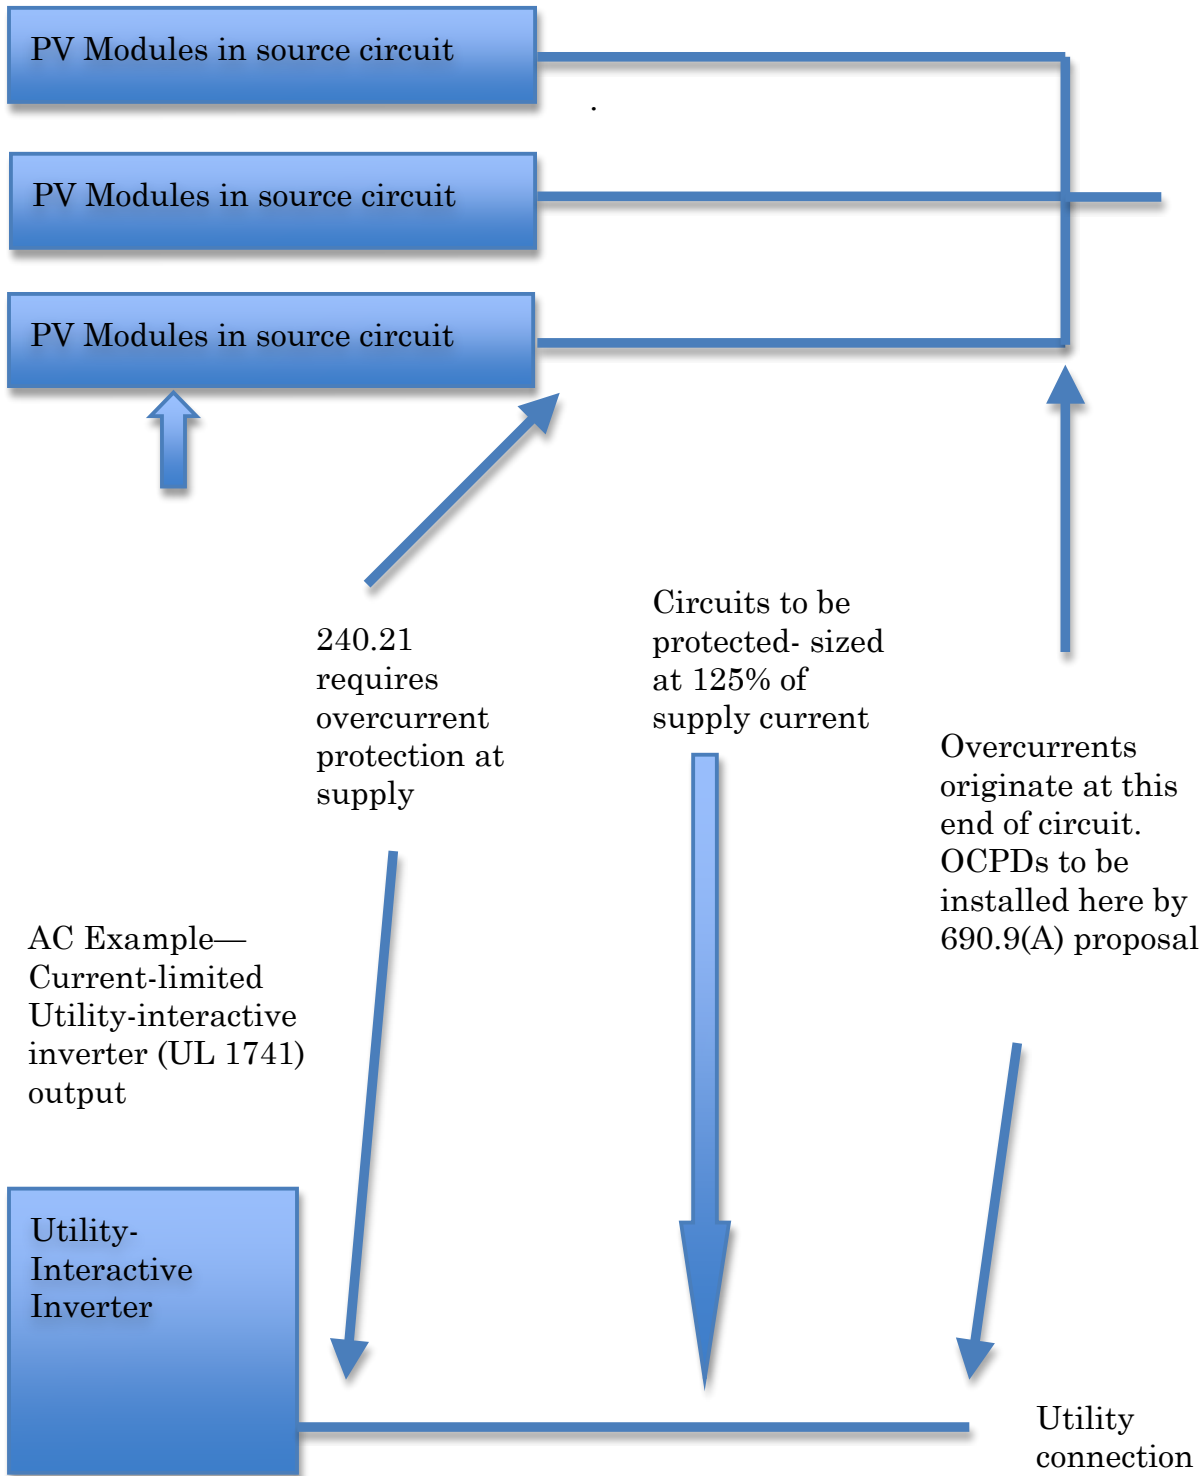 PV Modules in source circuit
.
PV Modules in source circuit
PV Modules in source circuit
240.21
requires
overcurrent
protection at
supply
Circuits to be
protected- sized
at 125% of
supply current
Overcurrents
originate at this
end of circuit.
OCPDs to be
installed here by
690.9(A) proposal
AC Example—
Current-limited
Utility-interactive
inverter (UL 1741)
output
Utility-
Interactive
Inverter
Utility
connection